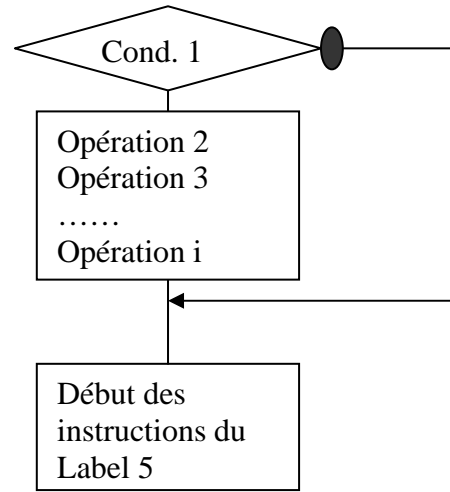 Cond. 1
Opération 2
Opération 3
……
Opération i
Début des
instructions du
Label 5